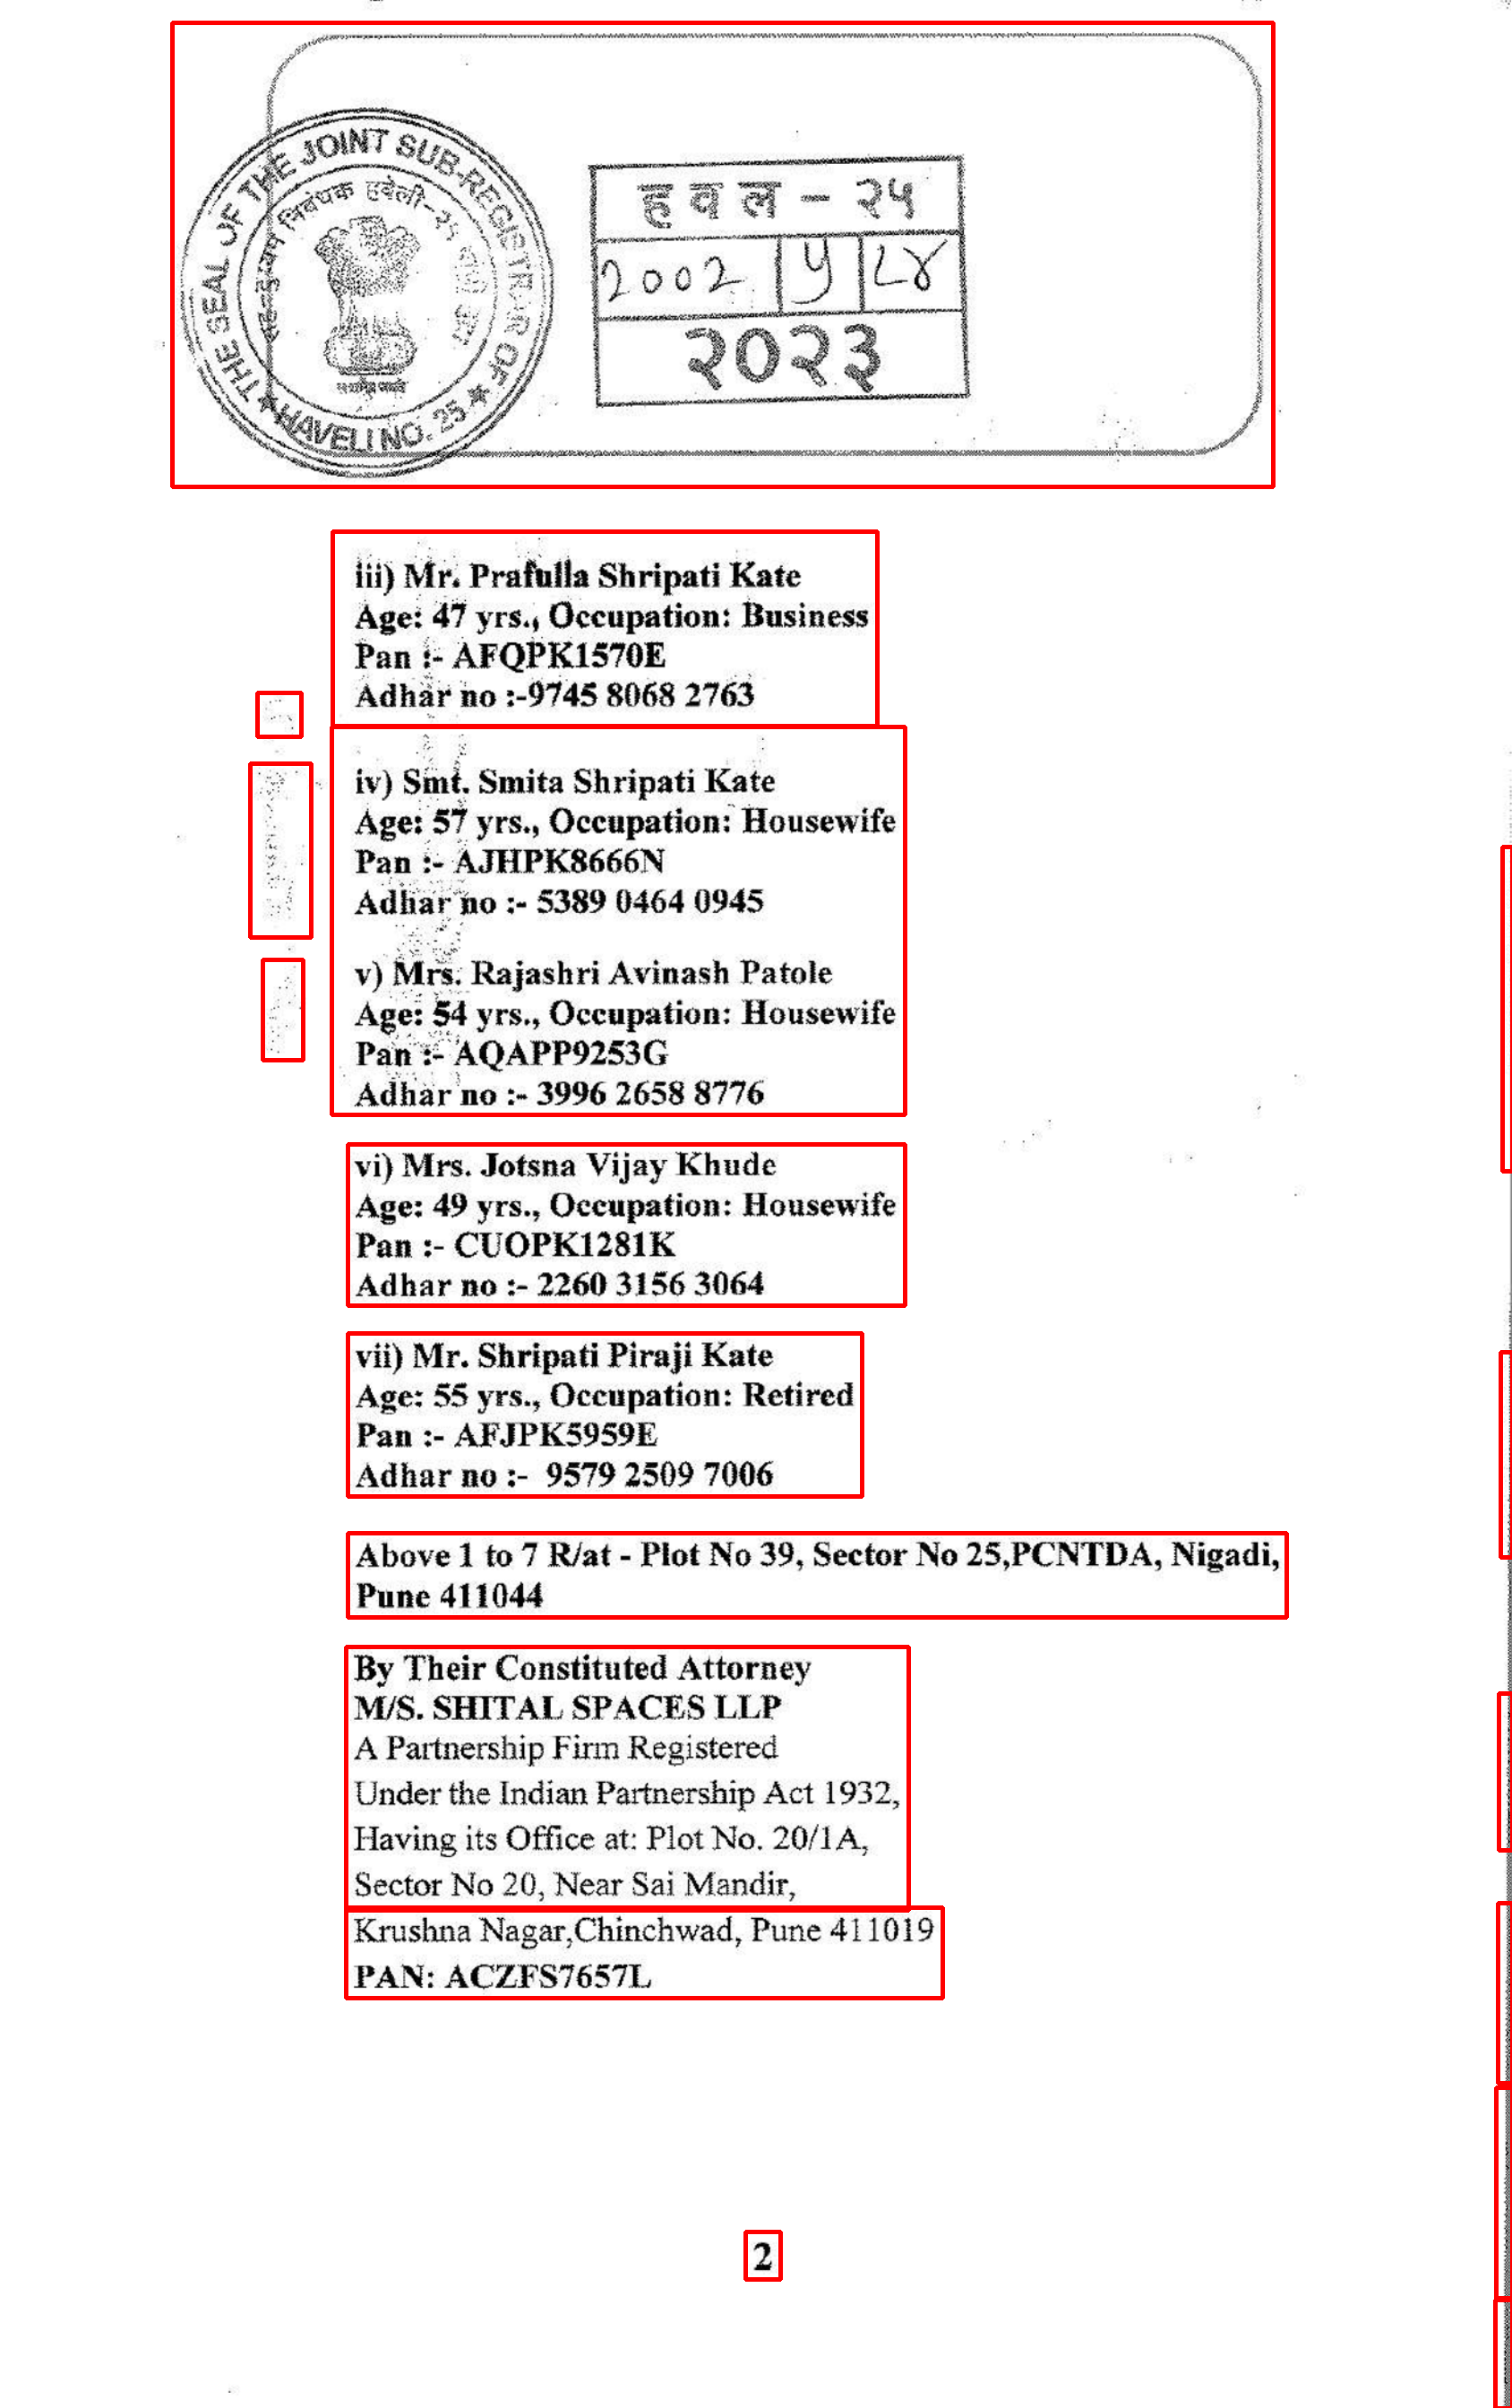 THE SEAL OF THE JOINT SUB-REGISTRAR OF
निबंधक हवेली-२५
HAVELI NO. 25
हवल - २५
2002 | 5 | ८४
२०२३
iii) Mr. Prafulla Shripati Kate
Age: 47 yrs., Occupation: Business
Pan :- AFQPK1570E
Adhar no :-9745 8068 2763
iv) Smt. Smita Shripati Kate
Age: 57 yrs., Occupation: Housewife
Pan :- AJHPK8666N
Adhar no :- 5389 0464 0945
v) Mrs. Rajashri Avinash Patole
Age: 54 yrs., Occupation: Housewife
Pan :- AQAPP9253G
Adhar no :- 3996 2658 8776
vi) Mrs. Jotsna Vijay Khude
Age: 49 yrs., Occupation: Housewife
Pan :- CUOPK1281K
Adhar no :- 2260 3156 3064
vii) Mr. Shripati Piraji Kate
Age: 55 yrs., Occupation: Retired
Pan :- AFJPK5959E
Adhar no :- 9579 2509 7006
Above 1 to 7 R/at - Plot No 39, Sector No 25,PCNTDA, Nigadi,
Pune 411044
By Their Constituted Attorney
M/S. SHITAL SPACES LLP
A Partnership Firm Registered
Under the Indian Partnership Act 1932,
Having its Office at: Plot No. 20/1A,
Sector No 20, Near Sai Mandir,
Krushna Nagar,Chinchwad, Pune 411019
PAN: ACZFS7657L
2